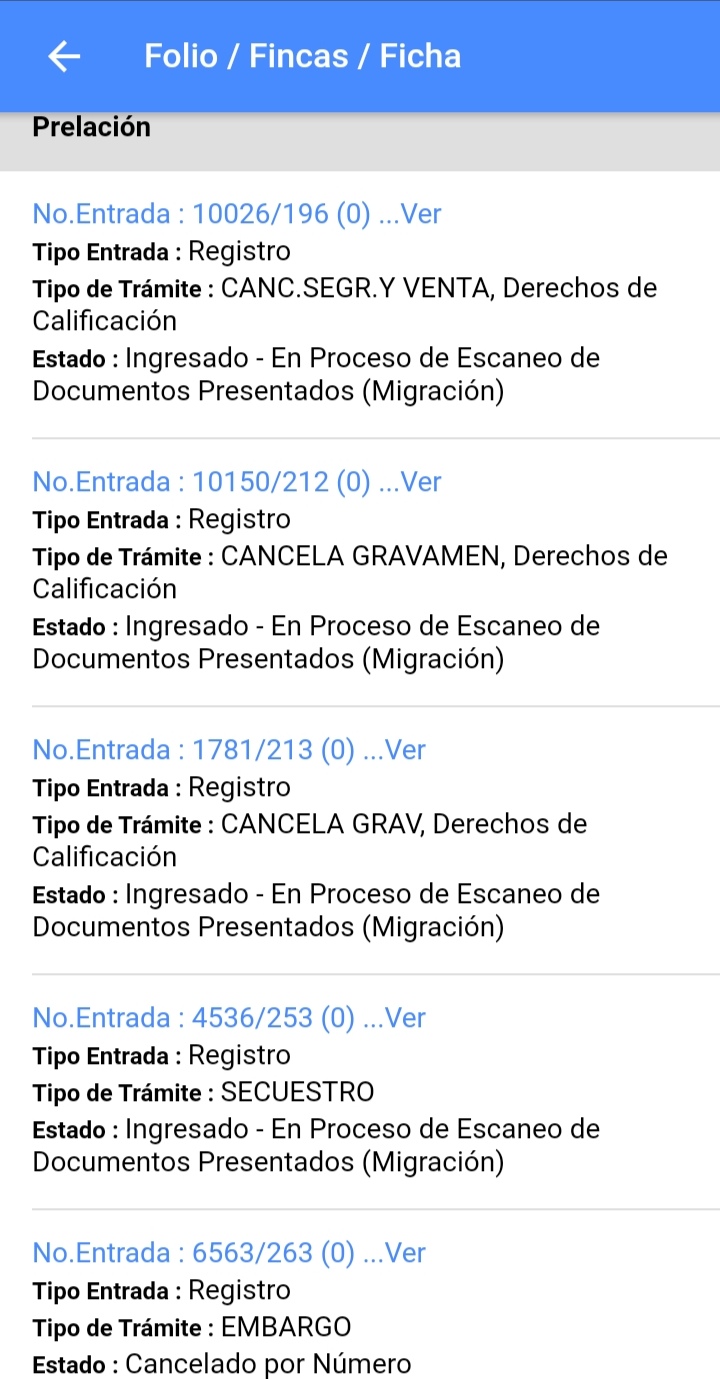 Folio / Fincas / Ficha
Prelación
No.Entrada : 10026/196 (0) ...Ver
Tipo Entrada : Registro
Tipo de Trámite : CANC.SEGR.Y VENTA, Derechos de
Calificación
Estado : Ingresado - En Proceso de Escaneo de
Documentos Presentados (Migración)
No.Entrada : 10150/212 (0) ...Ver
Tipo Entrada : Registro
Tipo de Trámite : CANCELA GRAVAMEN, Derechos de
Calificación
Estado : Ingresado - En Proceso de Escaneo de
Documentos Presentados (Migración)
No.Entrada : 1781/213 (0) ...Ver
Tipo Entrada : Registro
Tipo de Trámite : CANCELA GRAV, Derechos de
Calificación
Estado : Ingresado - En Proceso de Escaneo de
Documentos Presentados (Migración)
No.Entrada : 4536/253 (0) ...Ver
Tipo Entrada : Registro
Tipo de Trámite : SECUESTRO
Estado : Ingresado - En Proceso de Escaneo de
Documentos Presentados (Migración)
No.Entrada : 6563/263 (0) ...Ver
Tipo Entrada : Registro
Tipo de Trámite : EMBARGO
Estado : Cancelado por Número